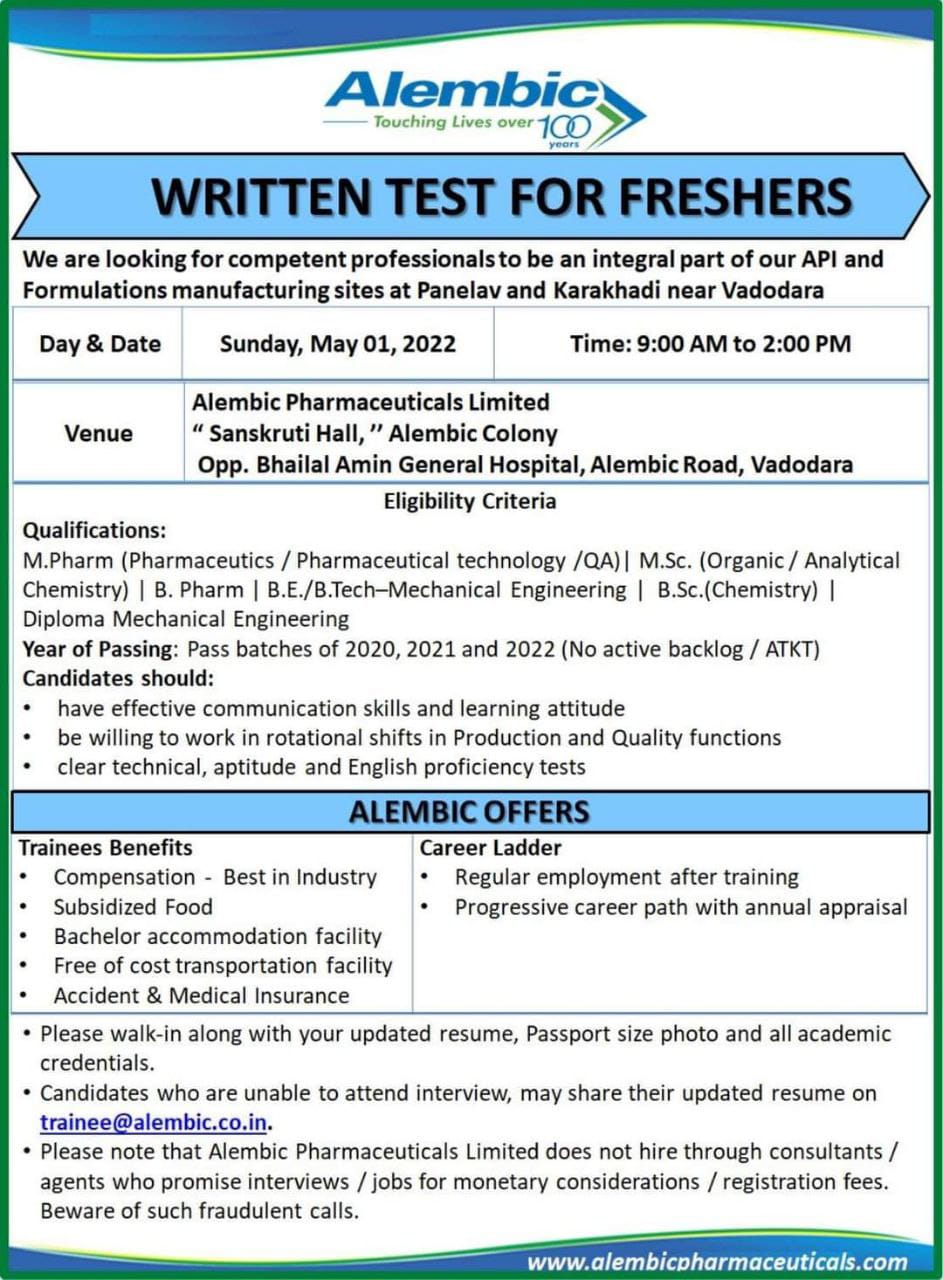 Alembic
Touching Lives over 100
years
WRITTEN TEST FOR FRESHERS
We are looking for competent professionals to be an integral part of our API and
Formulations manufacturing sites at Panelav and Karakhadi near Vadodara
Day & Date
Sunday, May 01, 2022
Time: 9:00 AM to 2:00 PM
Venue
Alembic Pharmaceuticals Limited
“ Sanskruti Hall, ’’ Alembic Colony
Opp. Bhailal Amin General Hospital, Alembic Road, Vadodara
Eligibility Criteria
Qualifications:
M.Pharm (Pharmaceutics / Pharmaceutical technology /QA)| M.Sc. (Organic / Analytical
Chemistry) | B. Pharm | B.E./B.Tech–Mechanical Engineering | B.Sc.(Chemistry) |
Diploma Mechanical Engineering
Year of Passing: Pass batches of 2020, 2021 and 2022 (No active backlog / ATKT)
Candidates should:
• have effective communication skills and learning attitude
• be willing to work in rotational shifts in Production and Quality functions
• clear technical, aptitude and English proficiency tests
ALEMBIC OFFERS
Trainees Benefits
• Compensation - Best in Industry
• Subsidized Food
• Bachelor accommodation facility
• Free of cost transportation facility
• Accident & Medical Insurance
Career Ladder
• Regular employment after training
• Progressive career path with annual appraisal
• Please walk-in along with your updated resume, Passport size photo and all academic
credentials.
• Candidates who are unable to attend interview, may share their updated resume on
trainee@alembic.co.in.
• Please note that Alembic Pharmaceuticals Limited does not hire through consultants /
agents who promise interviews / jobs for monetary considerations / registration fees.
Beware of such fraudulent calls.
www.alembicpharmaceuticals.com